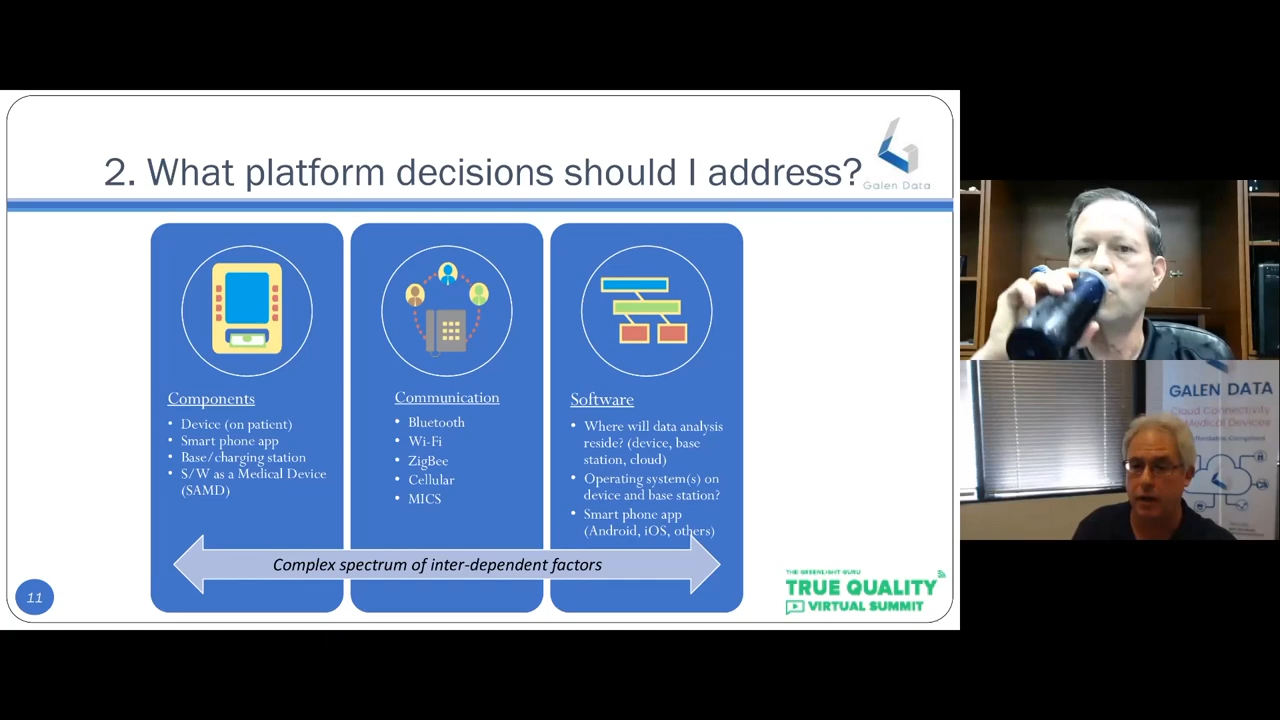 2. What platform decisions should I address?
Galen Data
Components
• Device (on patient)
• Smart phone app
• Base/charging station
• S/W as a Medical Device
(SAMD)
Communication
• Bluetooth
• Wi-Fi
• ZigBee
• Cellular
• MICS
Software
• Where will data analysis
reside? (device, base
station, cloud)
• Operating system(s) on
device and base station?
• Smart phone app
(Android, iOS, others)
Complex spectrum of inter-dependent factors
11
THE GREENLIGHT GURU
TRUE QUALITY
VIRTUAL SUMMIT
GALEN DATA
Cloud Connectivity
Medical Devices